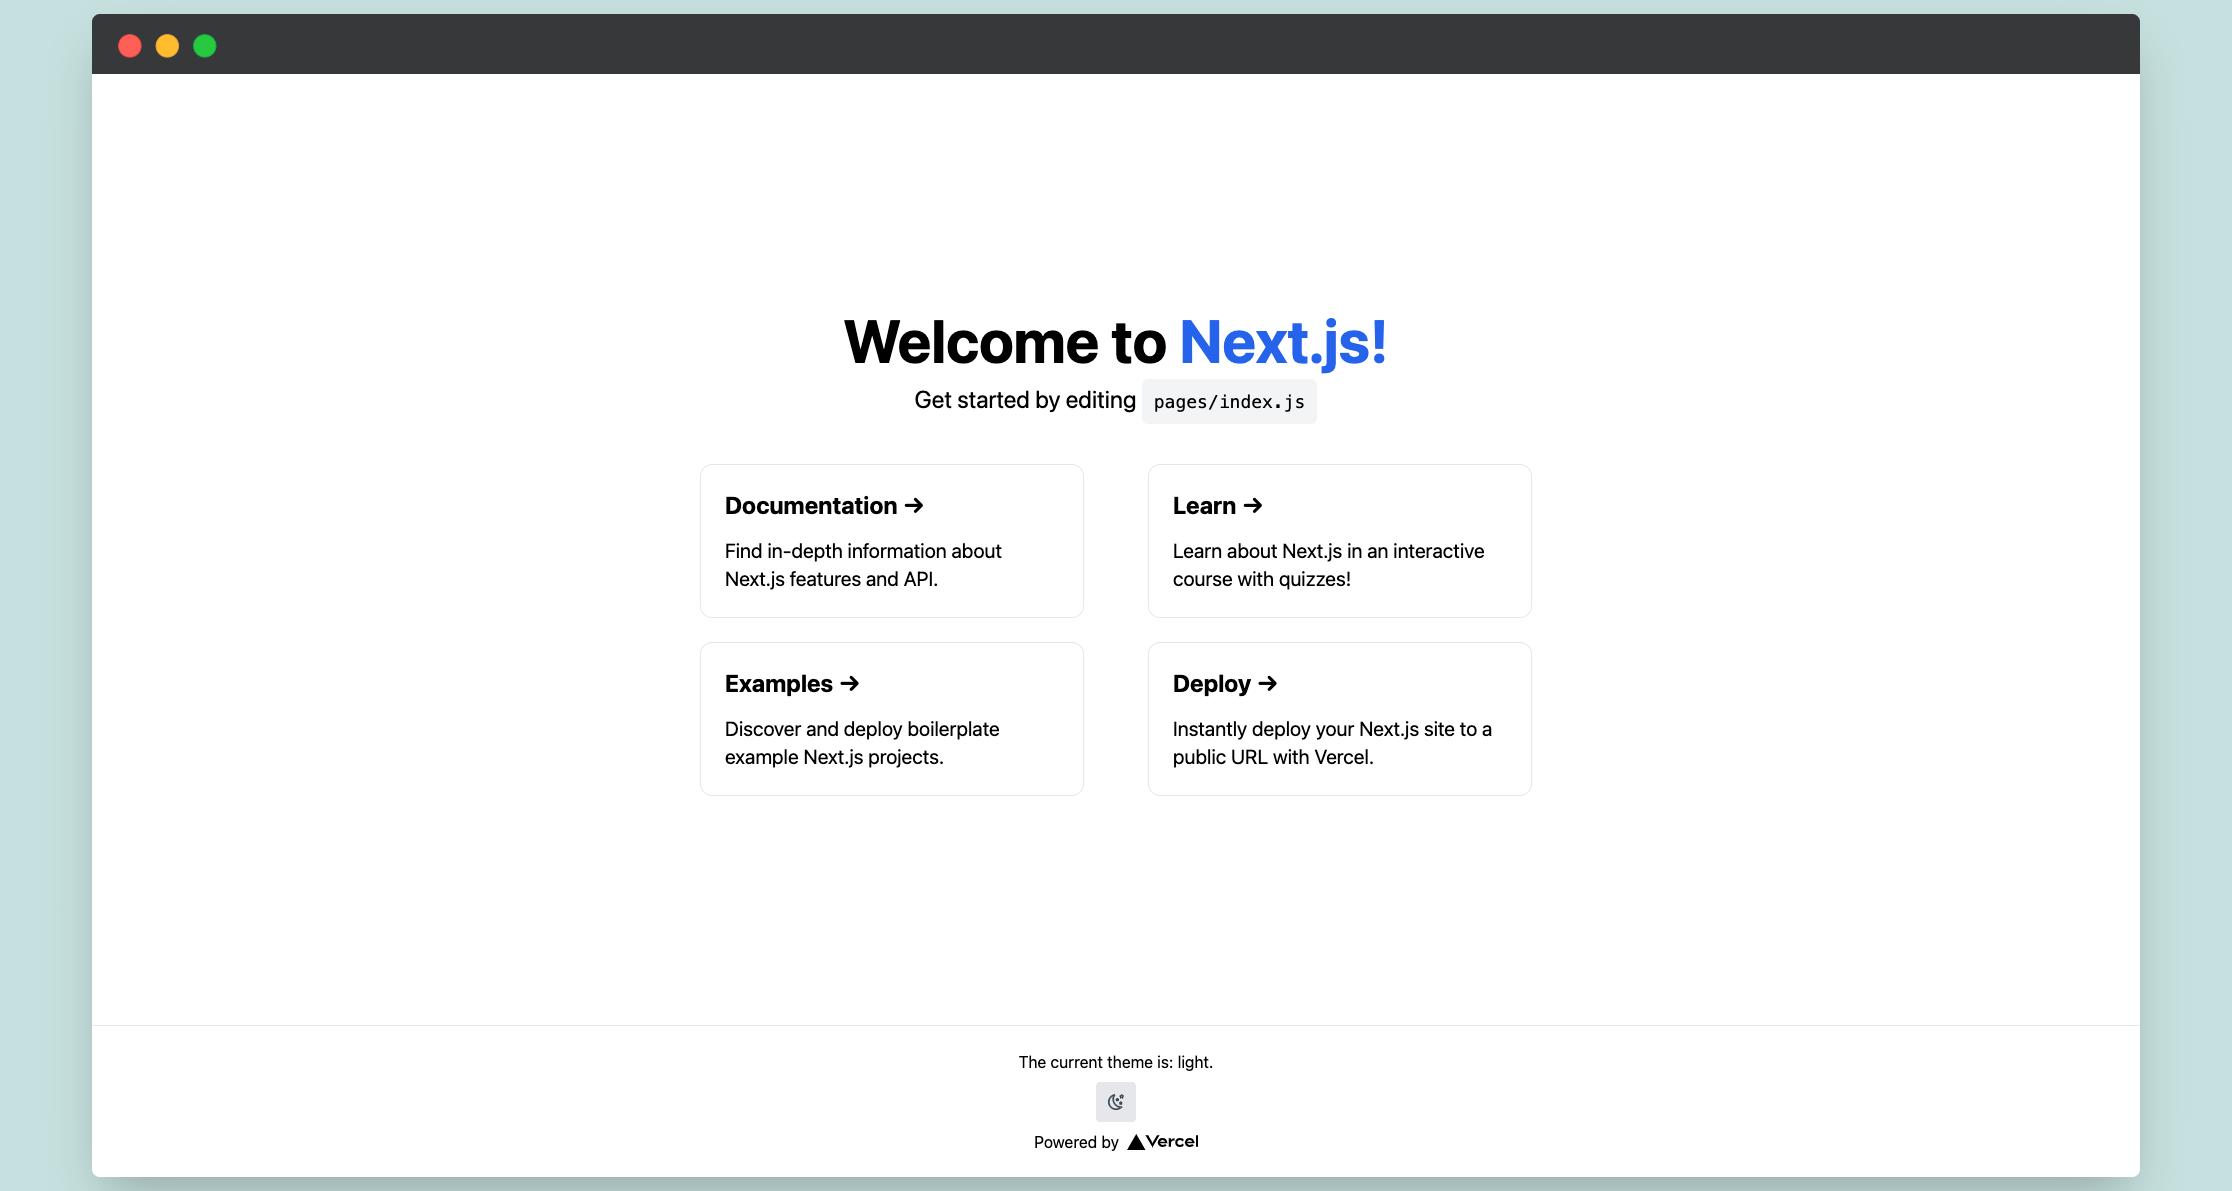 Welcome to Next.js!
Get started by editing pages/index.js
Documentation →
Find in-depth information about
Next.js features and API.
Learn →
Learn about Next.js in an interactive
course with quizzes!
Examples →
Discover and deploy boilerplate
example Next.js projects.
Deploy →
Instantly deploy your Next.js site to a
public URL with Vercel.
The current theme is: light.
Powered by Vercel